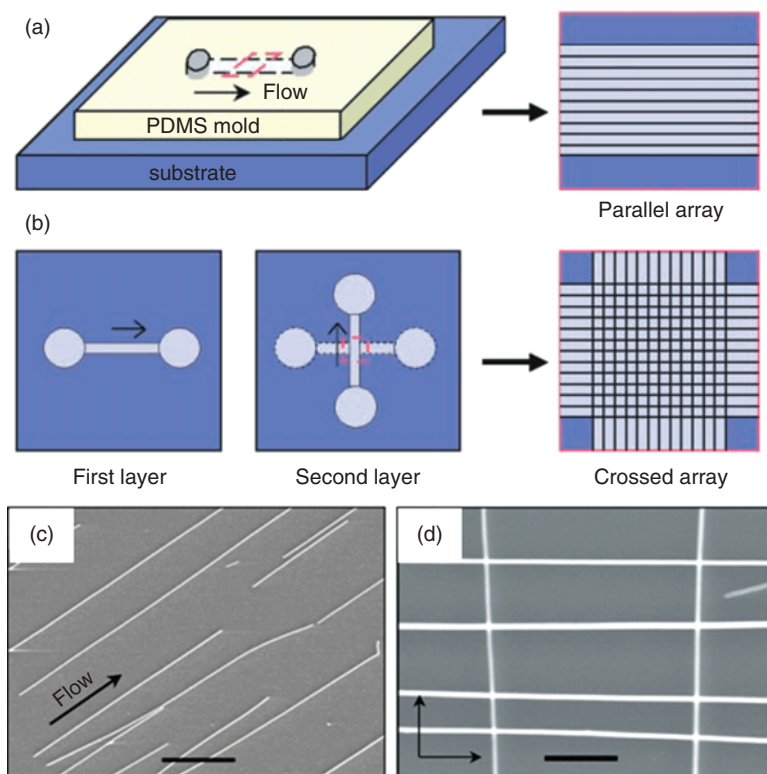 (a)
Flow
PDMS mold
substrate
Parallel array
(b)
First layer
Second layer
Crossed array
(c)
Flow
(d)